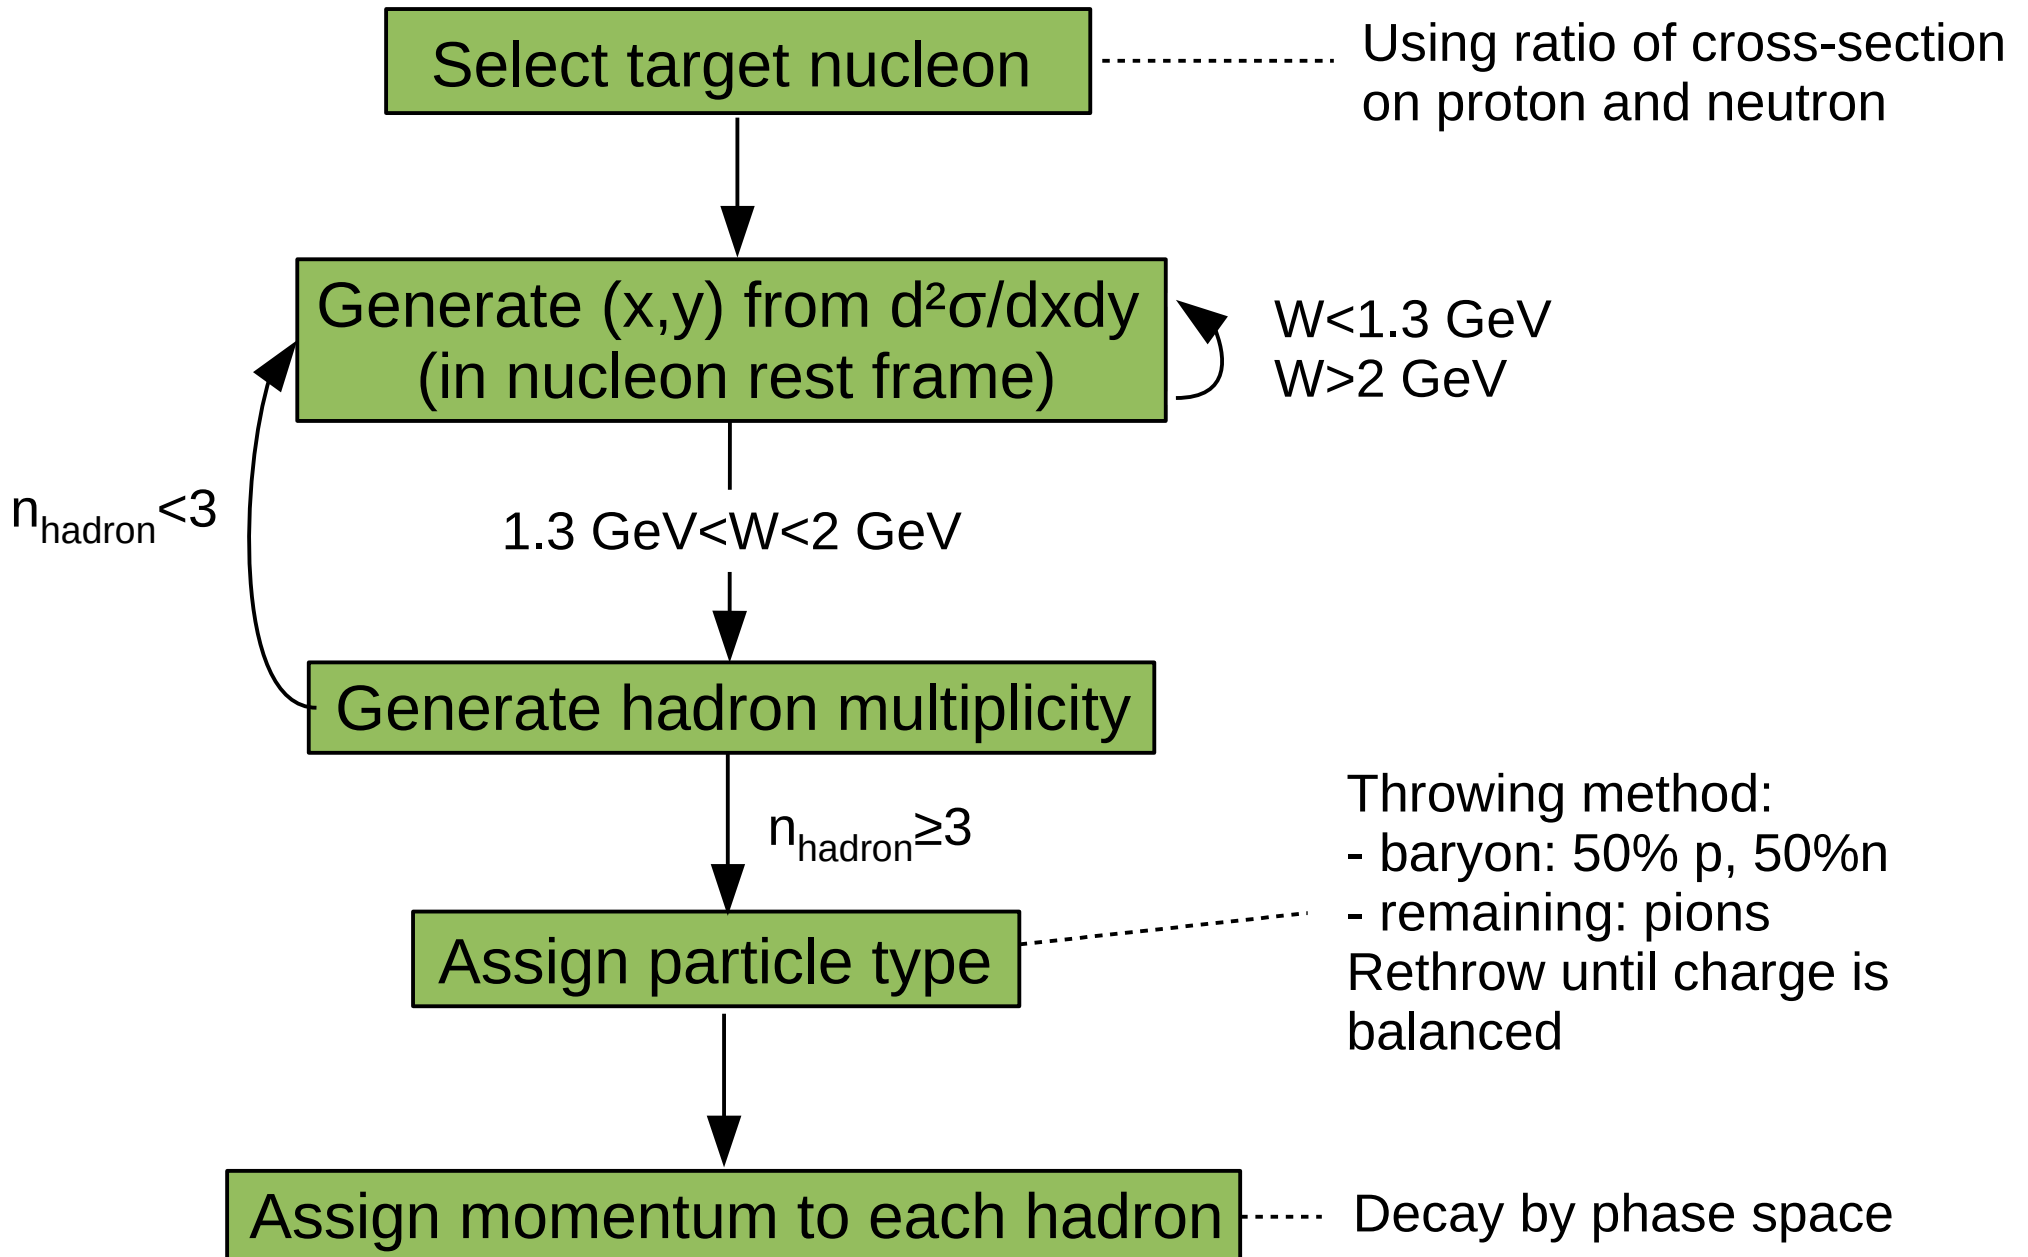 Select target nucleon
Using ratio of cross-section
on proton and neutron
Generate (x,y) from d²σ/dxdy
(in nucleon rest frame)
W<1.3 GeV
W>2 GeV
n_hadron<3
1.3 GeV<W<2 GeV
Generate hadron multiplicity
n_hadron≥3
Assign particle type
Throwing method:
- baryon: 50% p, 50%n
- remaining: pions
Rethrow until charge is
balanced
Assign momentum to each hadron
Decay by phase space